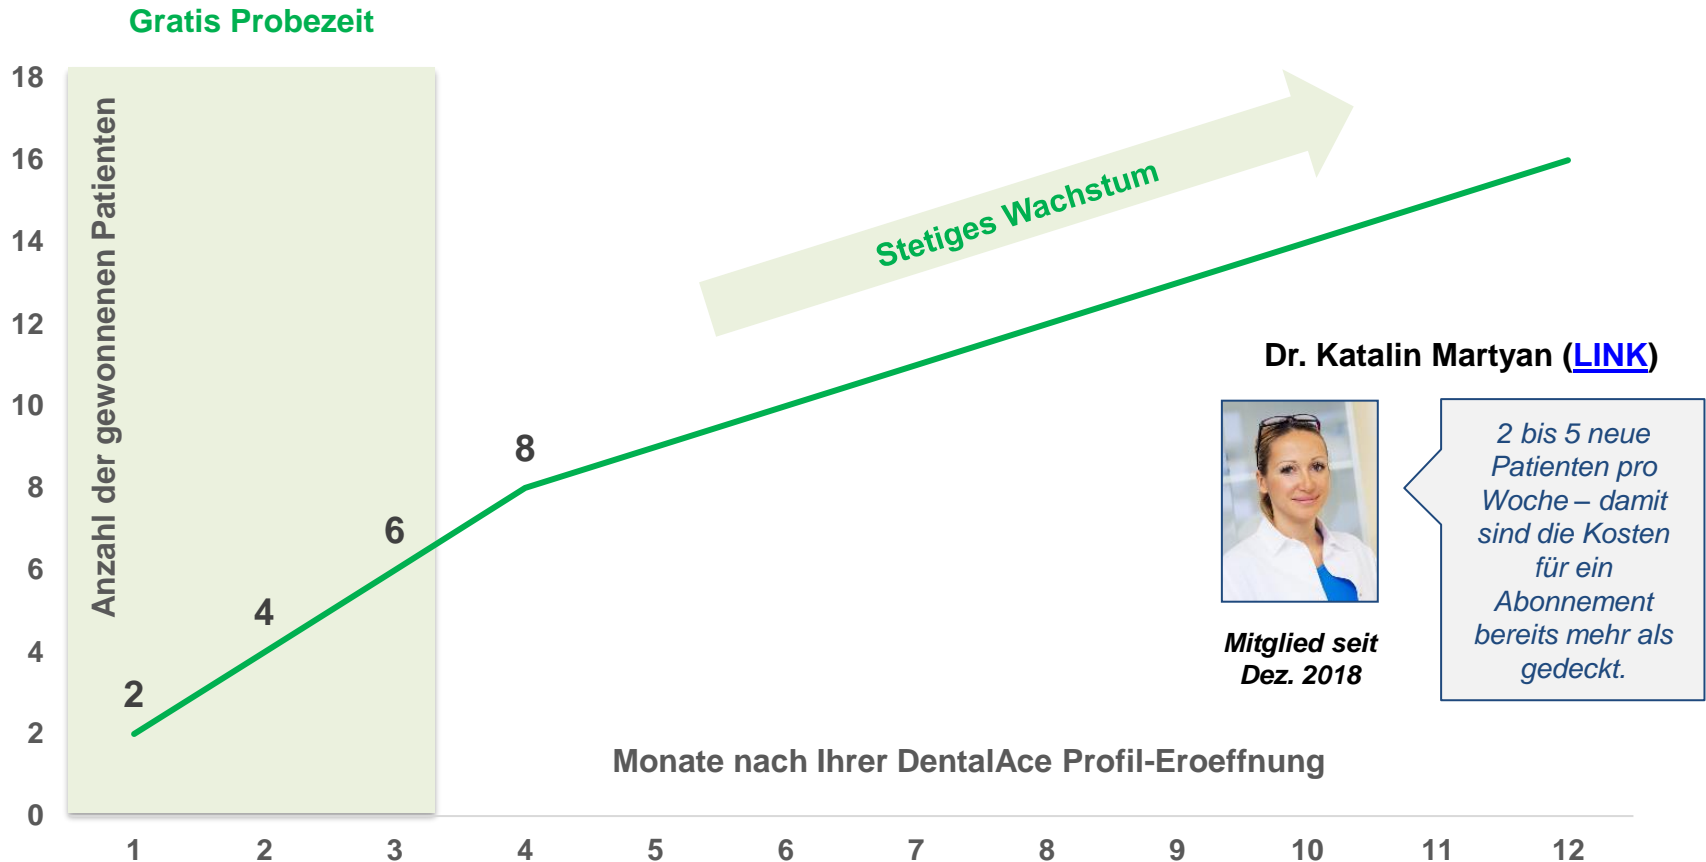 Gratis Probezeit
18
16
14
12
10
8
6
4
2
0
Anzahl der gewonnenen Patienten
2
4
6
8
Stetiges Wachstum
Dr. Katalin Martyan (LINK)
2 bis 5 neue
Patienten pro
Woche – damit
sind die Kosten
für ein
Abonnement
bereits mehr als
gedeckt.
Mitglied seit
Dez. 2018
Monate nach Ihrer DentalAce Profil-Eroeffnung
1 2 3 4 5 6 7 8 9 10 11 12